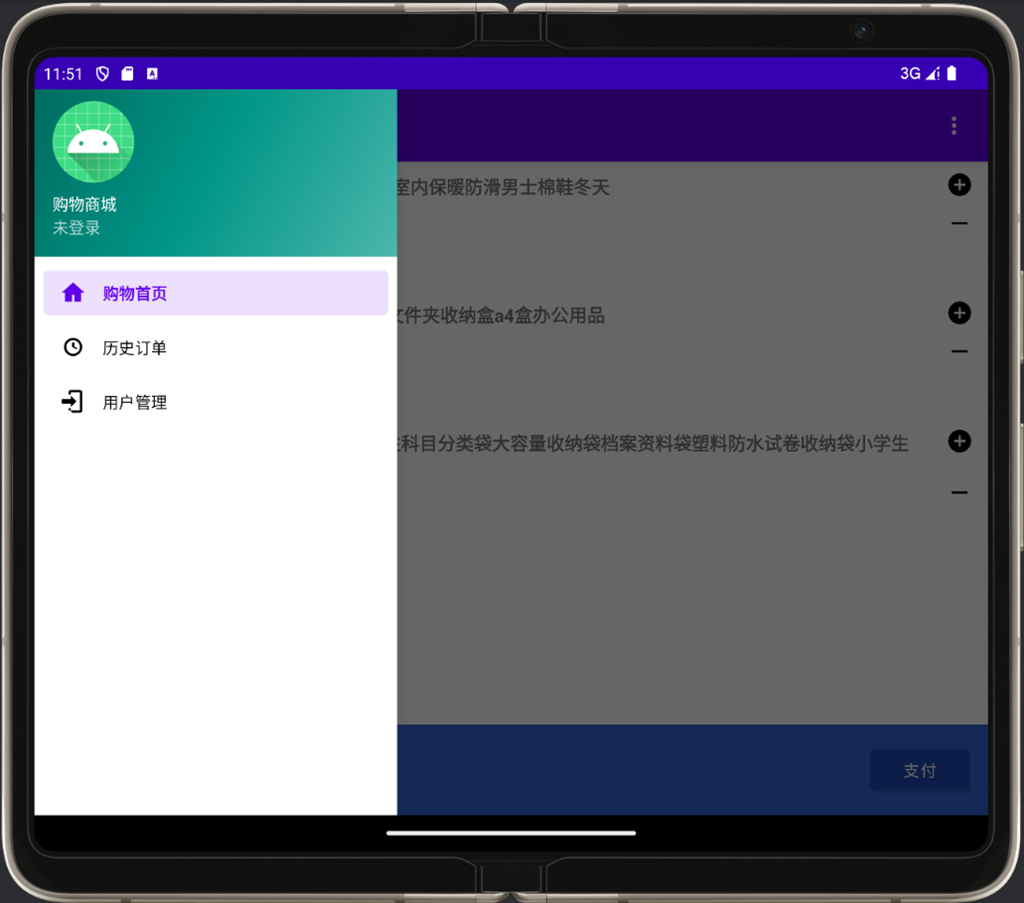 11:51
3G
购物商城
未登录
购物首页
历史订单
用户管理
室内保暖防滑男士棉鞋冬天
文件夹收纳盒a4盒办公用品
科目分类袋大容量收纳袋档案资料袋塑料防水试卷收纳袋小学生
支付